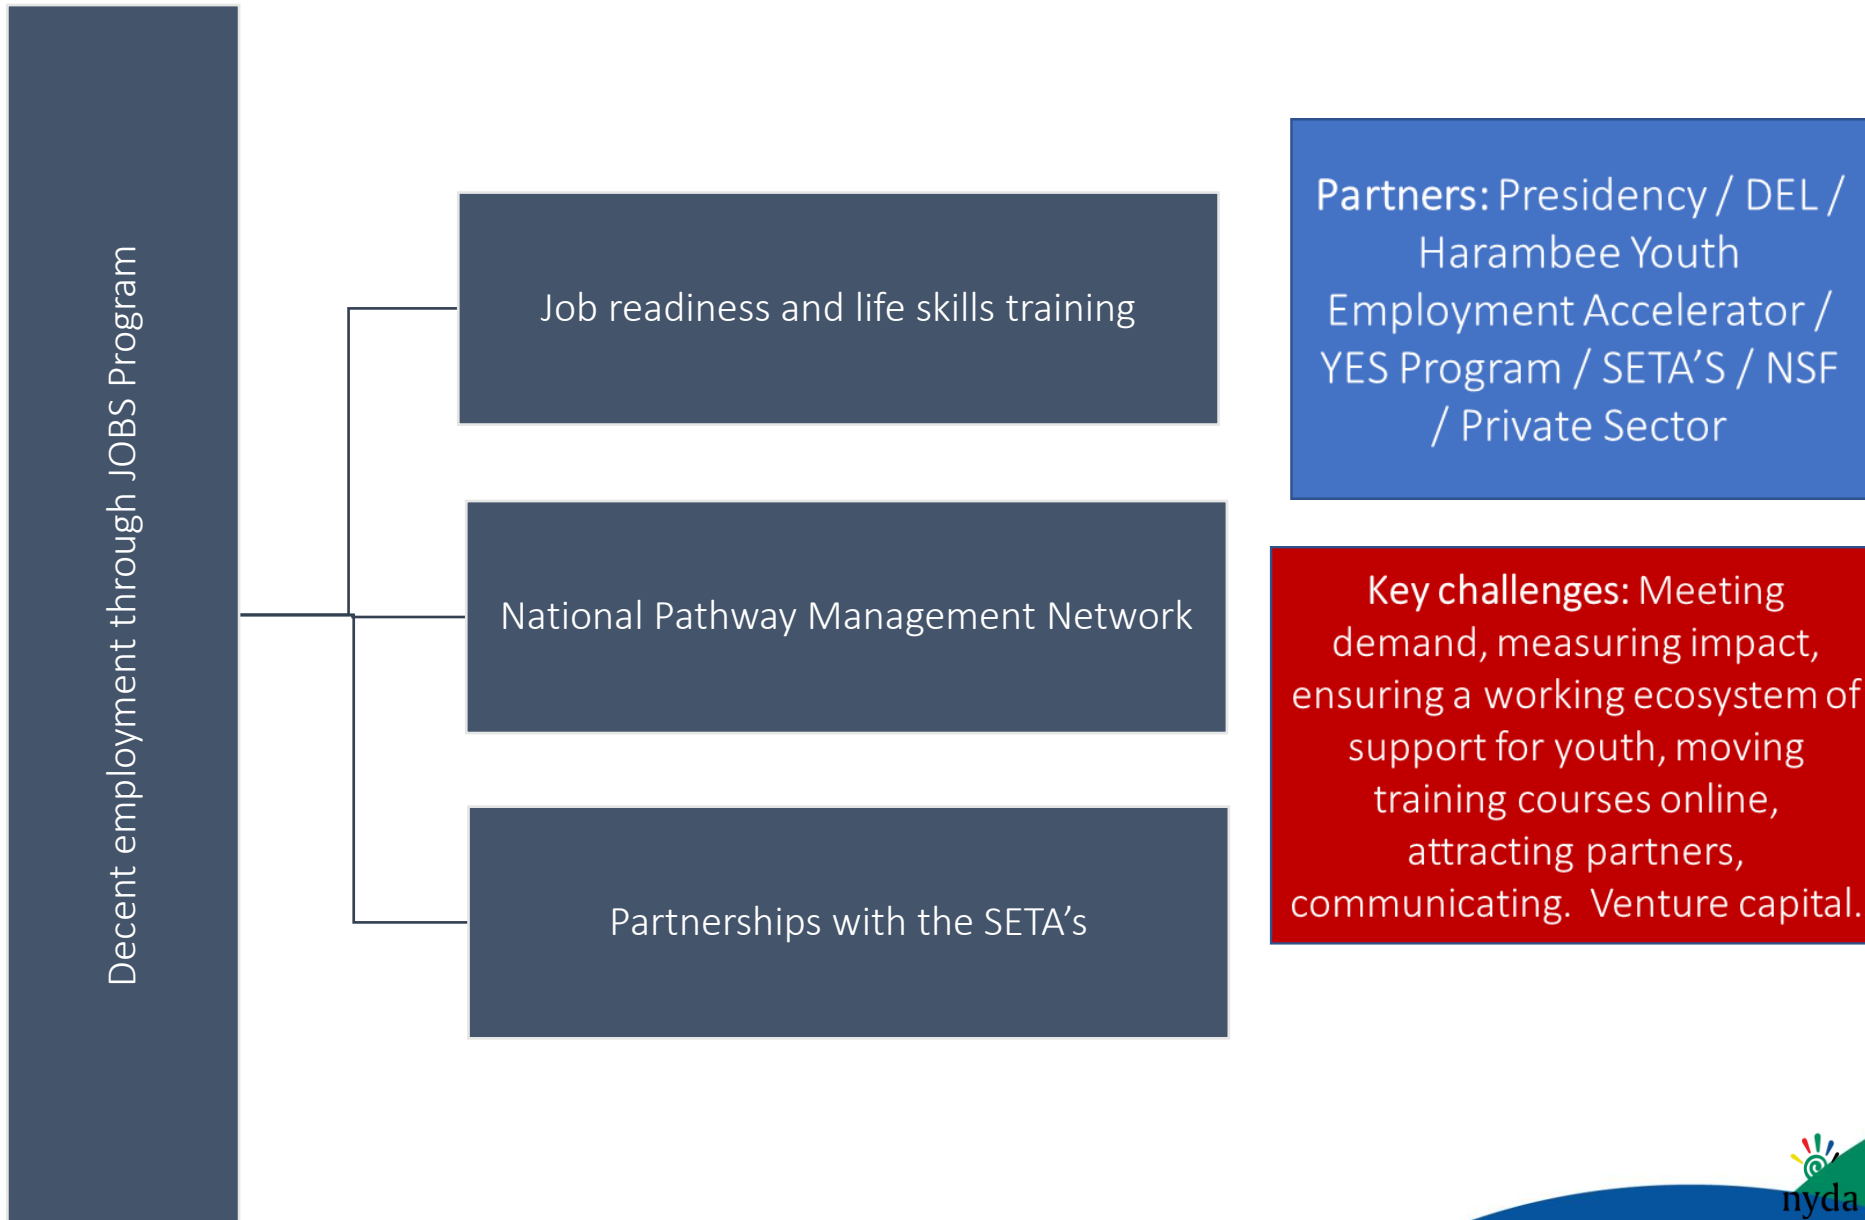 Decent employment through JOBS Program
Job readiness and life skills training
National Pathway Management Network
Partnerships with the SETA’s
Partners: Presidency / DEL /
Harambee Youth
Employment Accelerator /
YES Program / SETA’S / NSF
/ Private Sector
Key challenges: Meeting
demand, measuring impact,
ensuring a working ecosystem of
support for youth, moving
training courses online,
attracting partners,
communicating.  Venture capital.
nyda